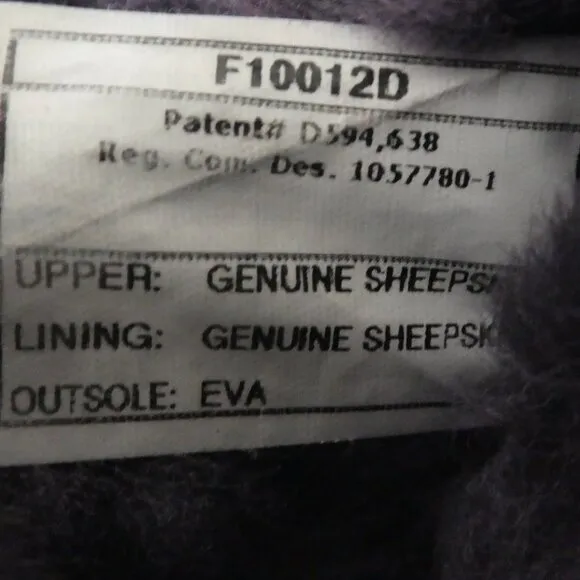 F10012D
Patent# D594,638
Reg. Com. Des. 1057780-1
UPPER: GENUINE SHEEPS
LINING: GENUINE SHEEPSK
OUTSOLE: EVA